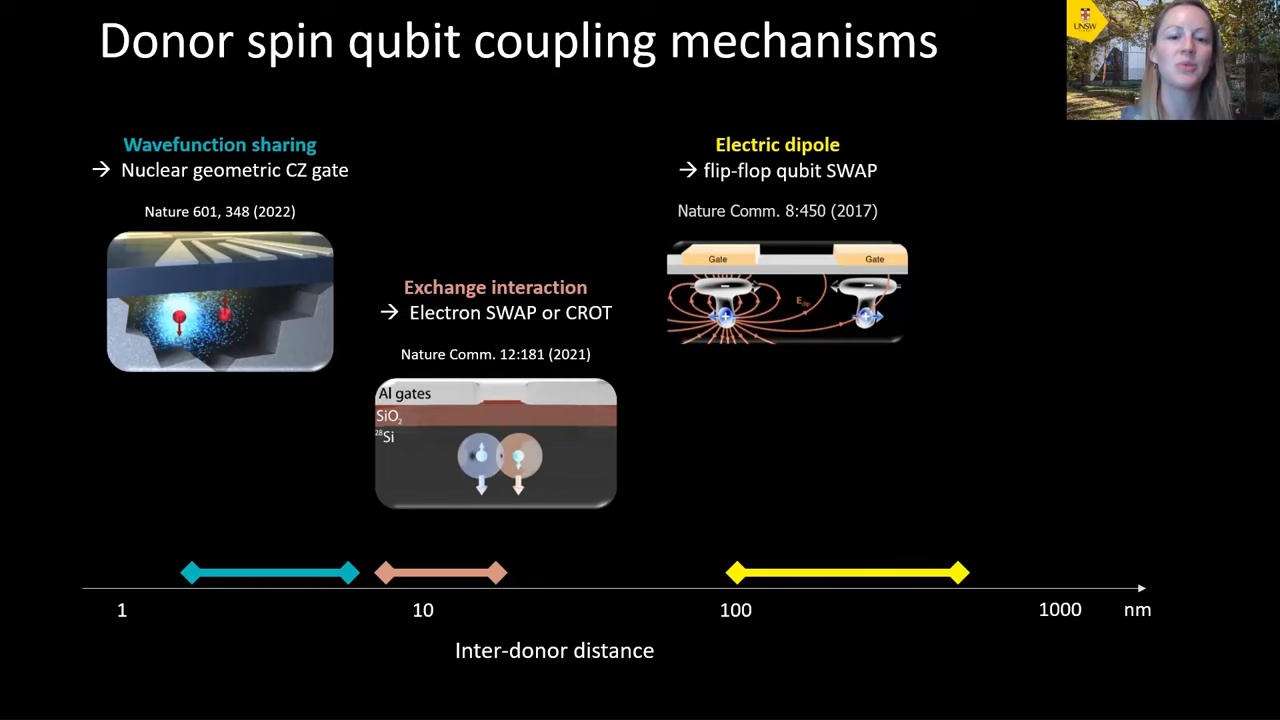 Donor spin qubit coupling mechanisms
UNSW
Wavefunction sharing
→ Nuclear geometric CZ gate
Nature 601, 348 (2022)
Exchange interaction
→ Electron SWAP or CROT
Nature Comm. 12:181 (2021)
Al gates
SiO₂
²⁸Si
Electric dipole
→ flip-flop qubit SWAP
Nature Comm. 8:450 (2017)
Gate
Gate
E_dip
1
10
100
1000
nm
Inter-donor distance